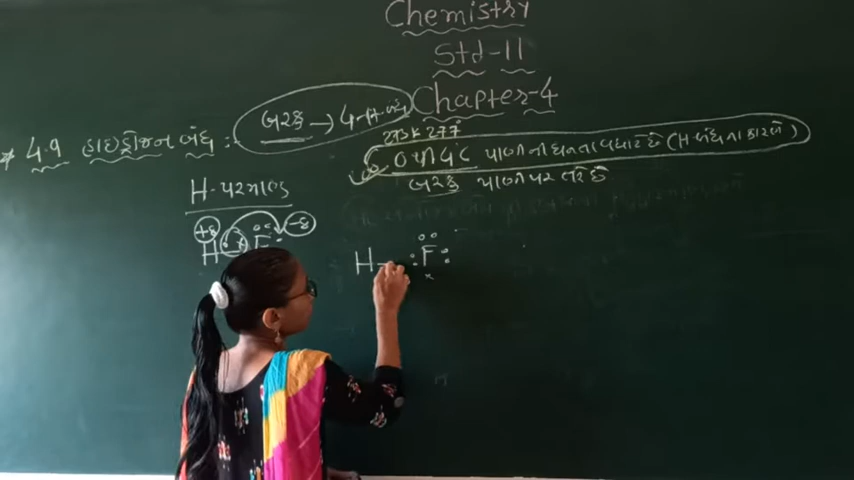 Chemistry
Std-11
Chapter-4
* 4.9 હાઇડ્રોજન બંધ :-
બરફ → 4-H-બંધ
273K 277
0 થી 4°C પાણીની ઘનતા વધારે છે (H-બંધના કારણે)
બરફ પાણી પર તરે છે
H-પરમાણુ
+δ -δ
H : F :
H - : F :